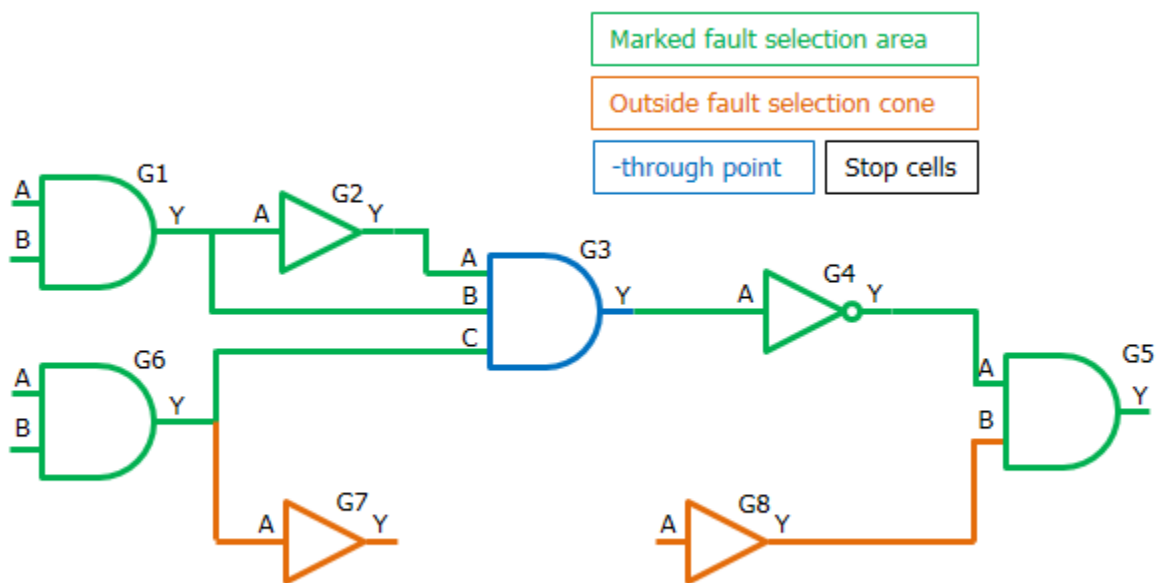 Marked fault selection area
Outside fault selection cone
-through point
Stop cells
G1
A
Y
B
G2
A
Y
G3
A
B
C
Y
G4
A
Y
G5
A
B
Y
G6
A
Y
B
G7
A
Y
G8
A
Y